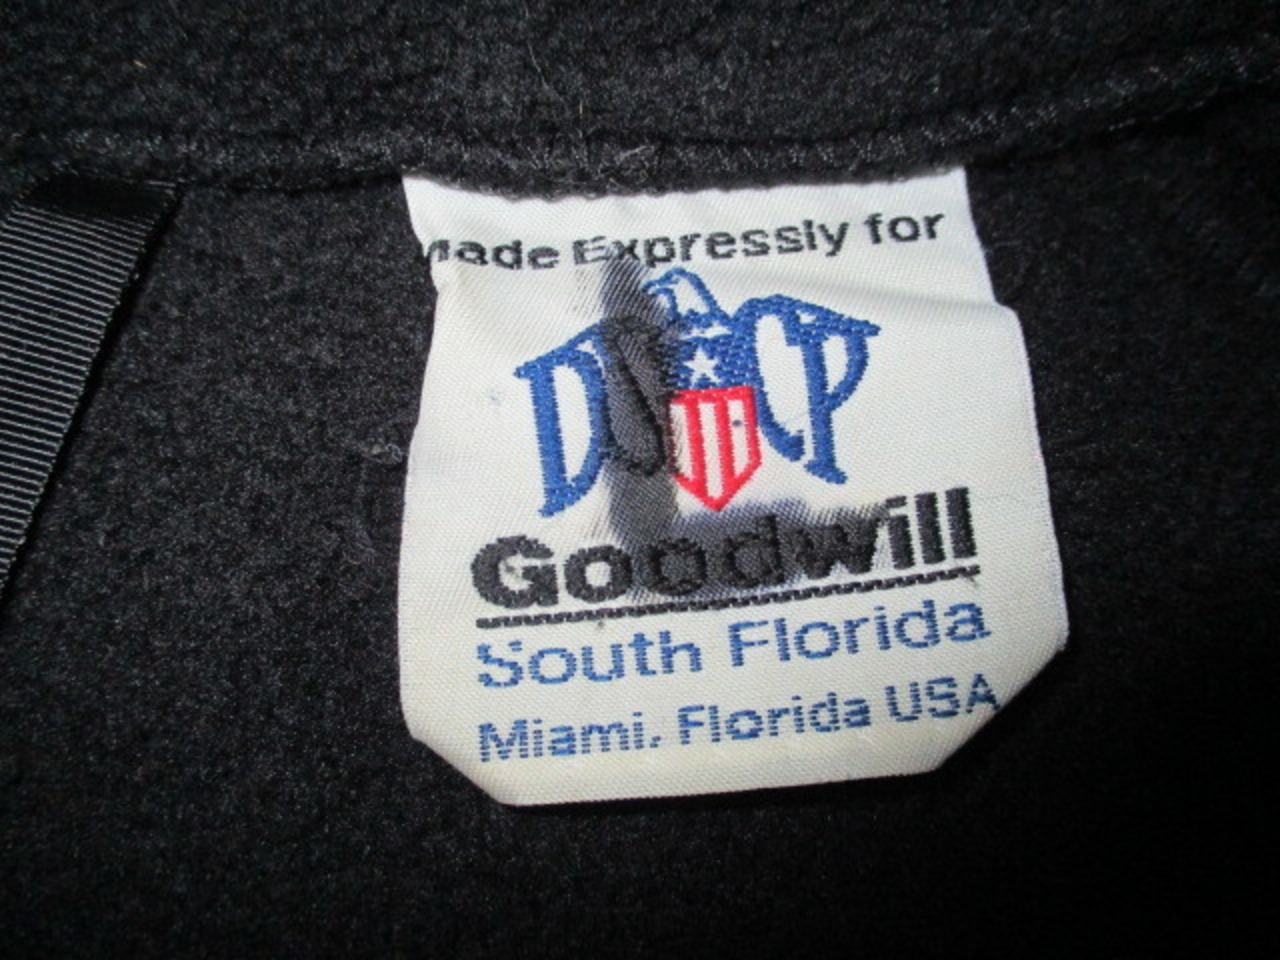 Made Expressly for
DSCP
Goodwill
South Florida
Miami, Florida USA